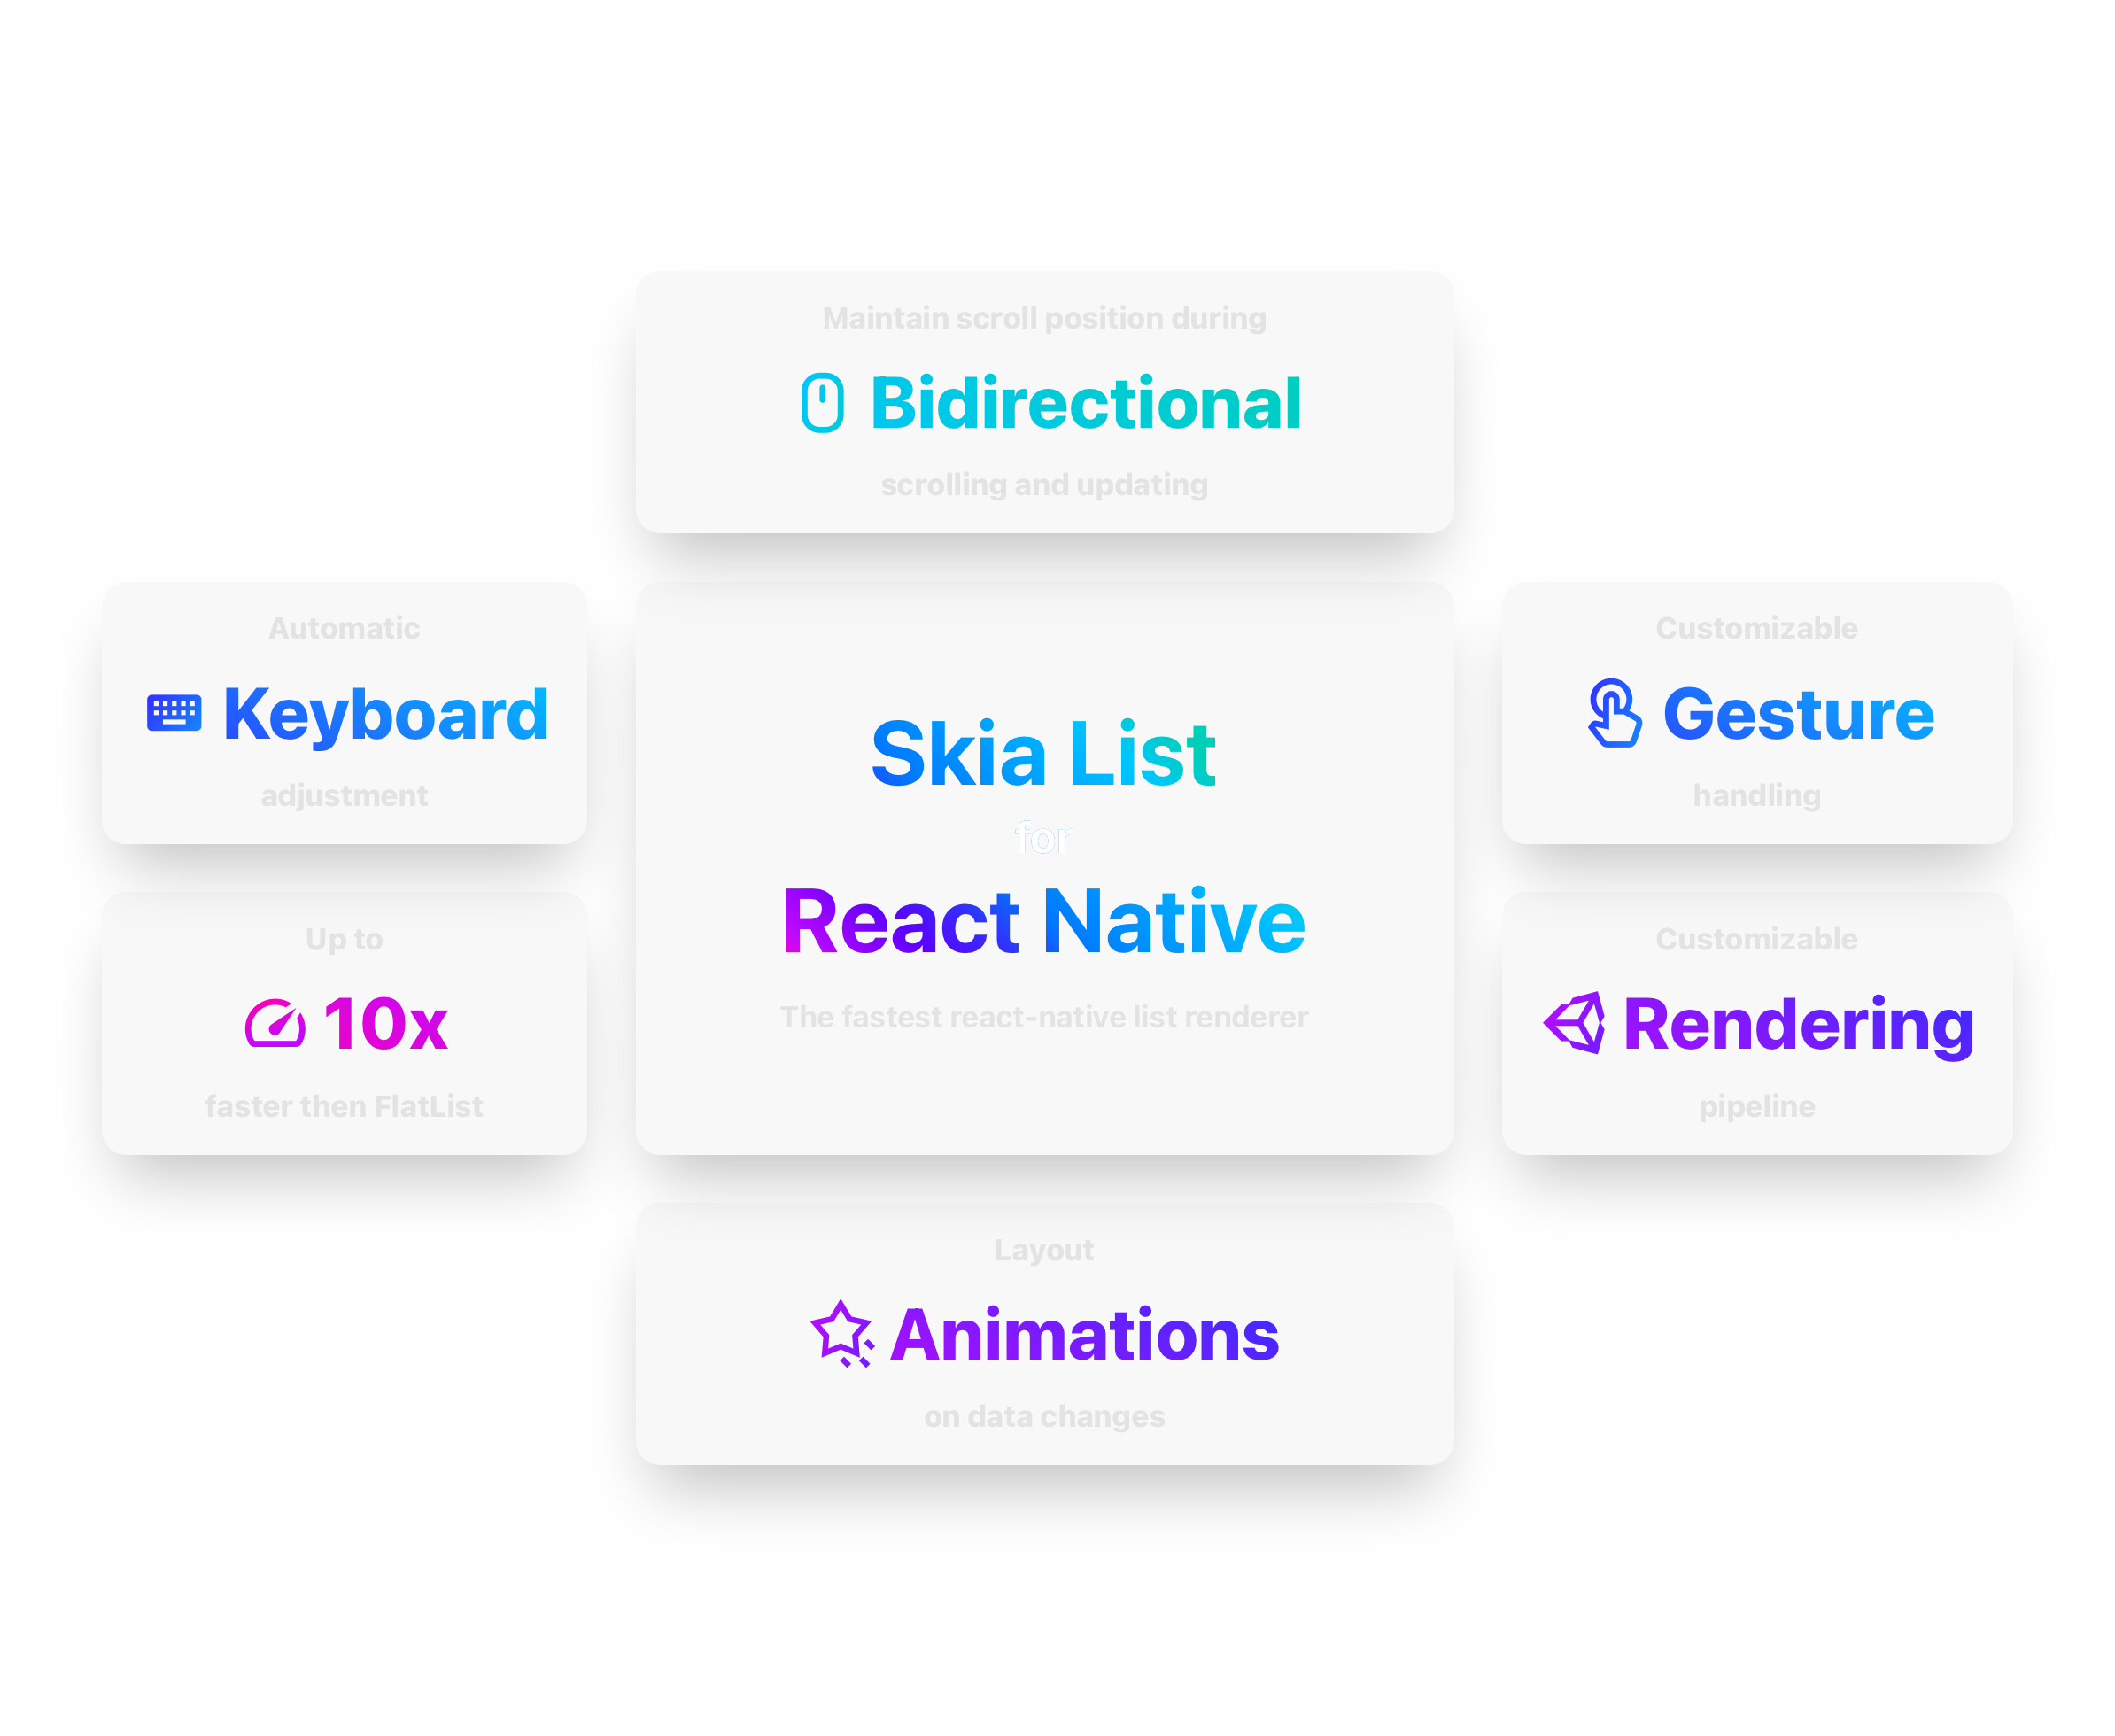 Maintain scroll position during
Bidirectional
scrolling and updating
Automatic
Keyboard
adjustment
Up to
10x
faster then FlatList
Skia List
for
React Native
The fastest react-native list renderer
Customizable
Gesture
handling
Customizable
Rendering
pipeline
Layout
Animations
on data changes